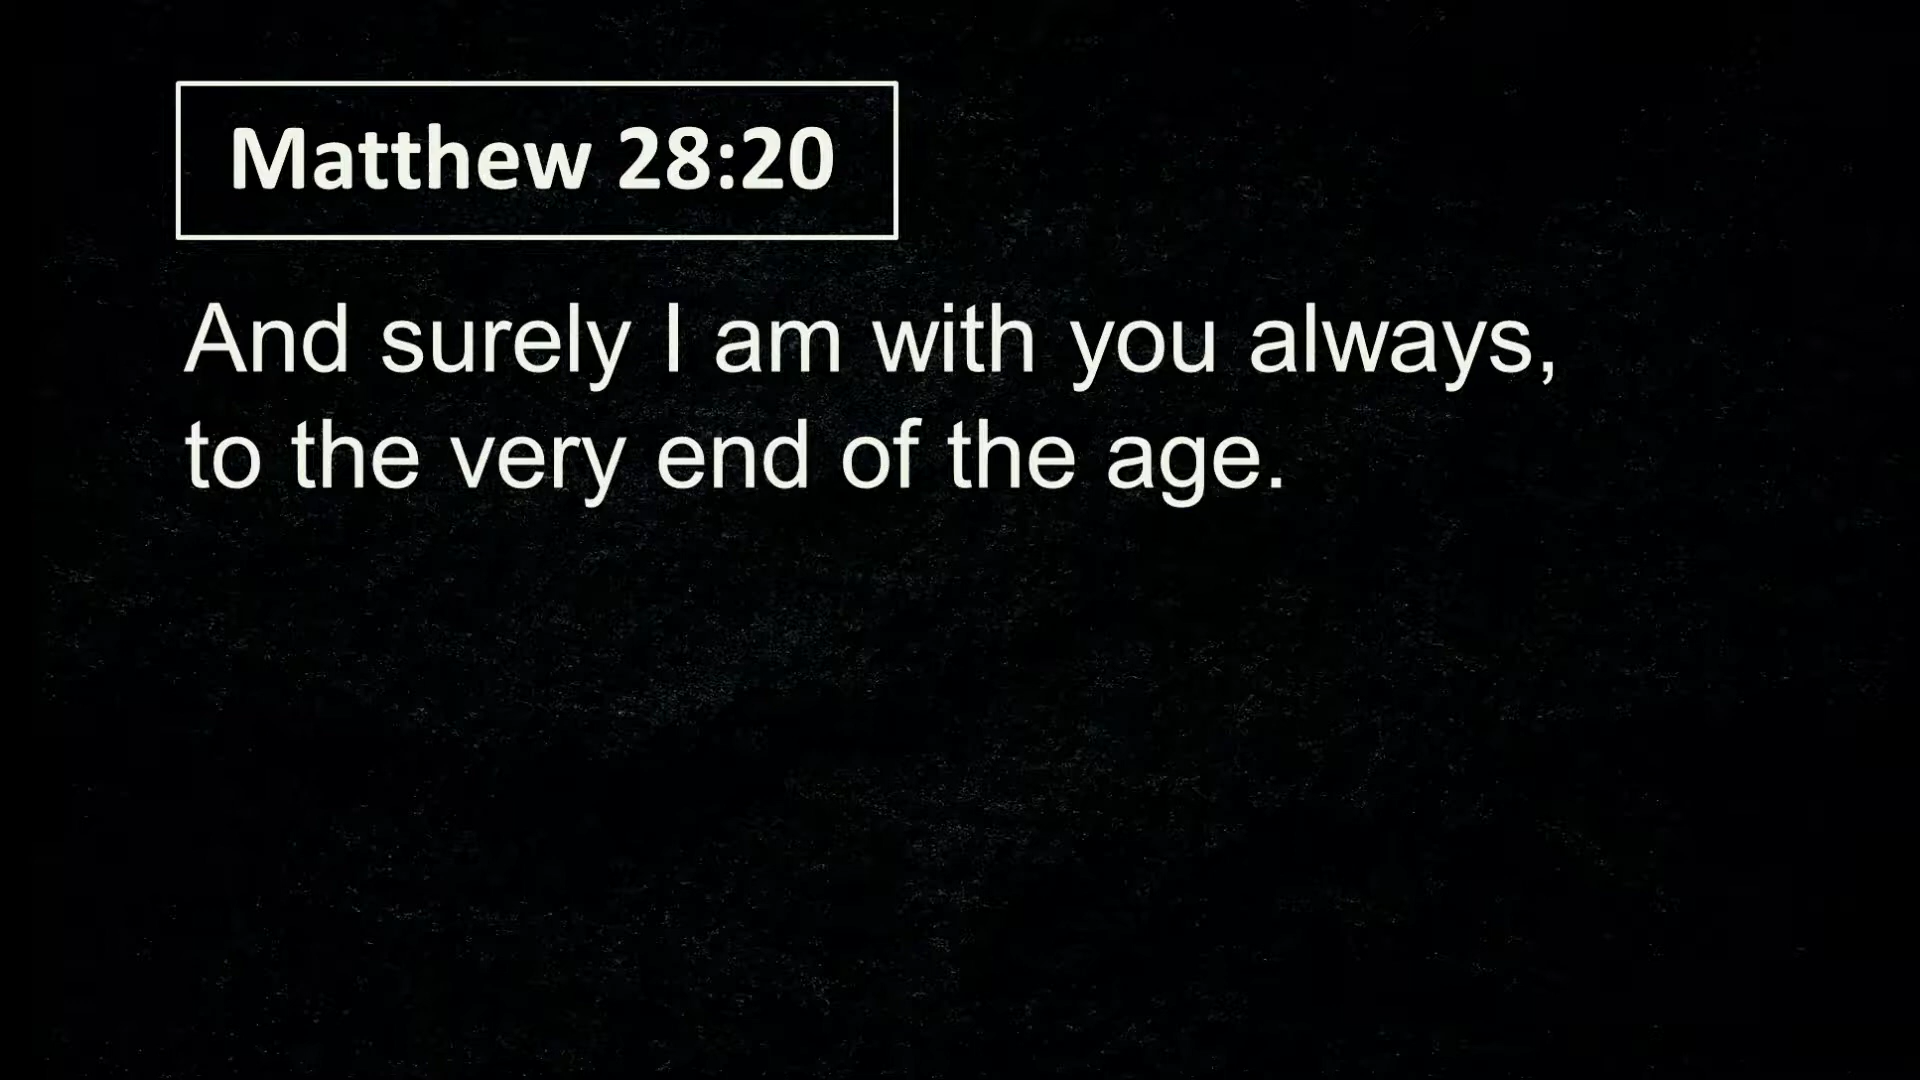 Matthew 28:20
And surely I am with you always,
to the very end of the age.